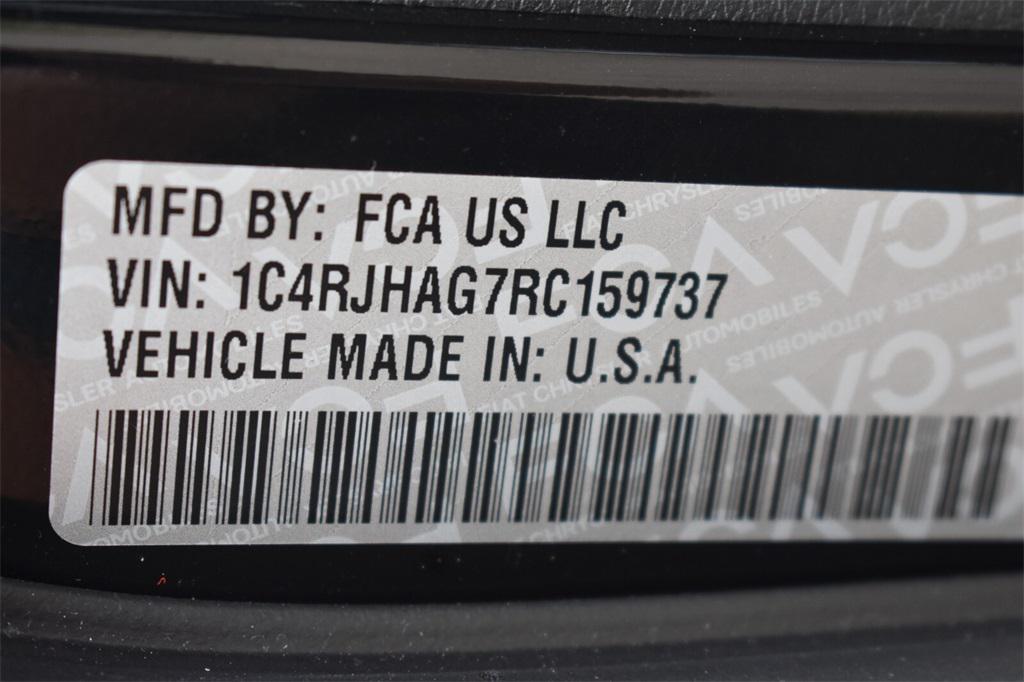 MFD BY: FCA US LLC
VIN: 1C4RJHAG7RC159737
VEHICLE MADE IN: U.S.A.